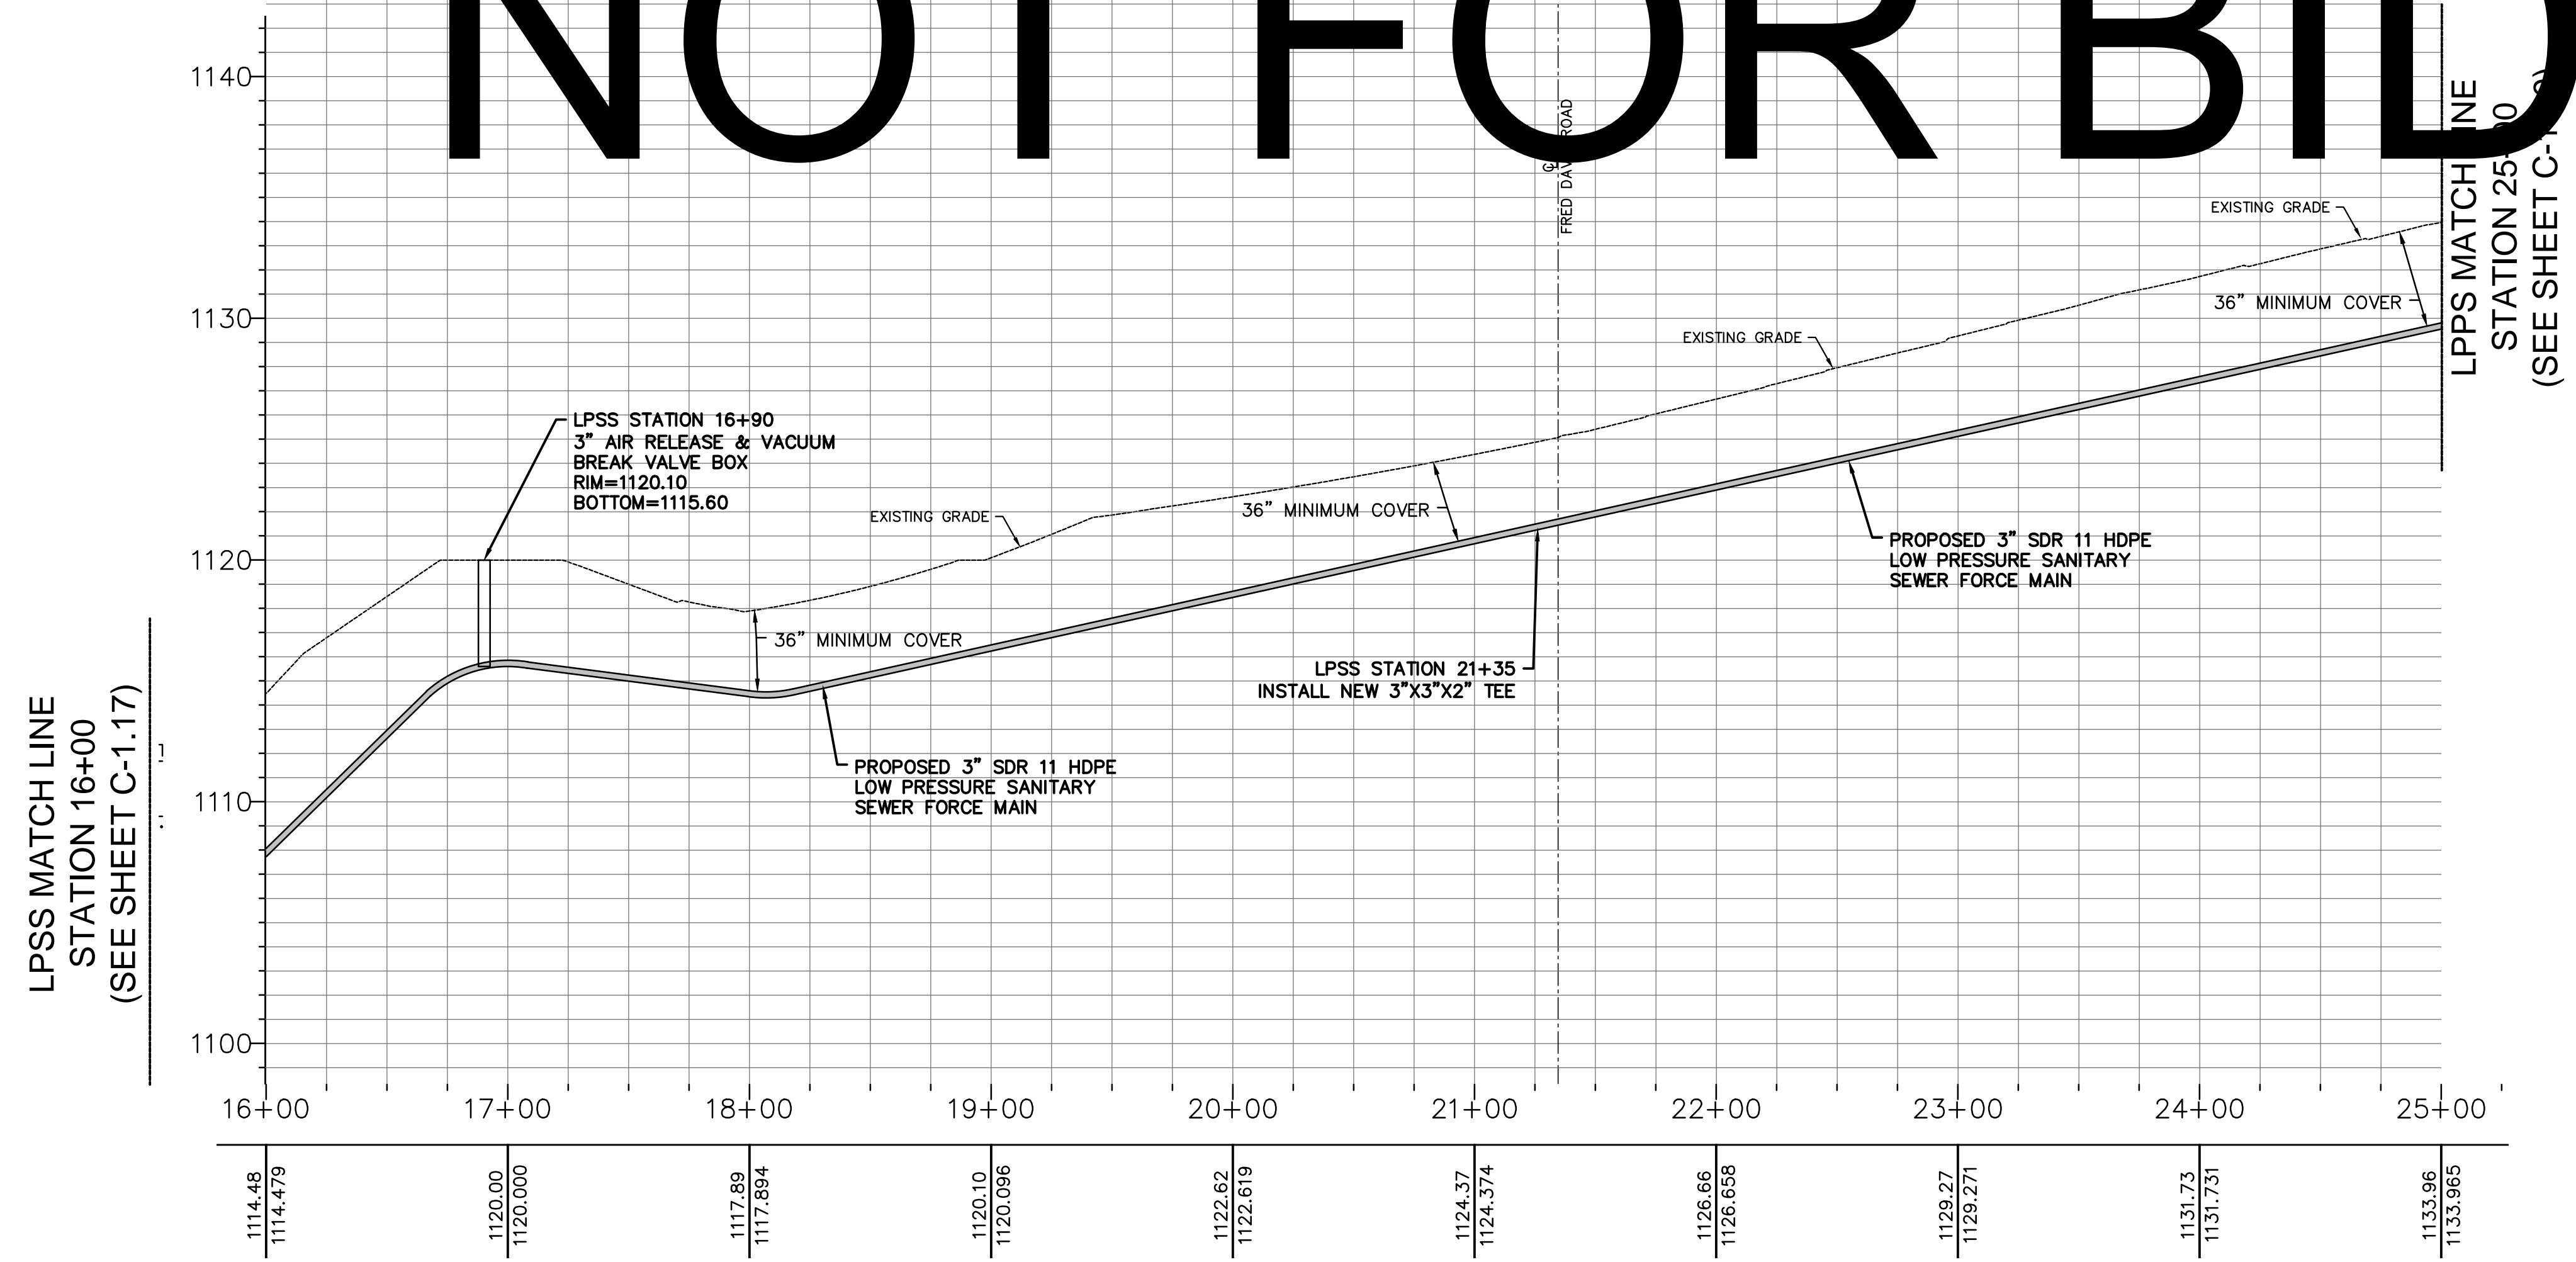 NOT FOR BID
1140
1130
1120
1110
1100
LPSS MATCH LINE
STATION 16+00
(SEE SHEET C-1.17)
LPSS STATION 16+90
3" AIR RELEASE & VACUUM
BREAK VALVE BOX
RIM=1120.10
BOTTOM=1115.60
EXISTING GRADE
36" MINIMUM COVER
PROPOSED 3" SDR 11 HDPE
LOW PRESSURE SANITARY
SEWER FORCE MAIN
36" MINIMUM COVER
LPSS STATION 21+35
INSTALL NEW 3"X3"X2" TEE
FRED
ROAD
EXISTING GRADE
PROPOSED 3" SDR 11 HDPE
LOW PRESSURE SANITARY
SEWER FORCE MAIN
EXISTING GRADE
36" MINIMUM COVER
MATCH
STATION
(SEE SHEET
16+00 17+00 18+00 19+00 20+00 21+00 22+00 23+00 24+00 25+00
1114.48
1114.479
1120.00
1120.000
1117.89
1117.894
1120.10
1120.096
1122.62
1122.619
1124.37
1124.374
1126.66
1126.658
1129.27
1129.271
1131.73
1131.731
1133.96
1133.965